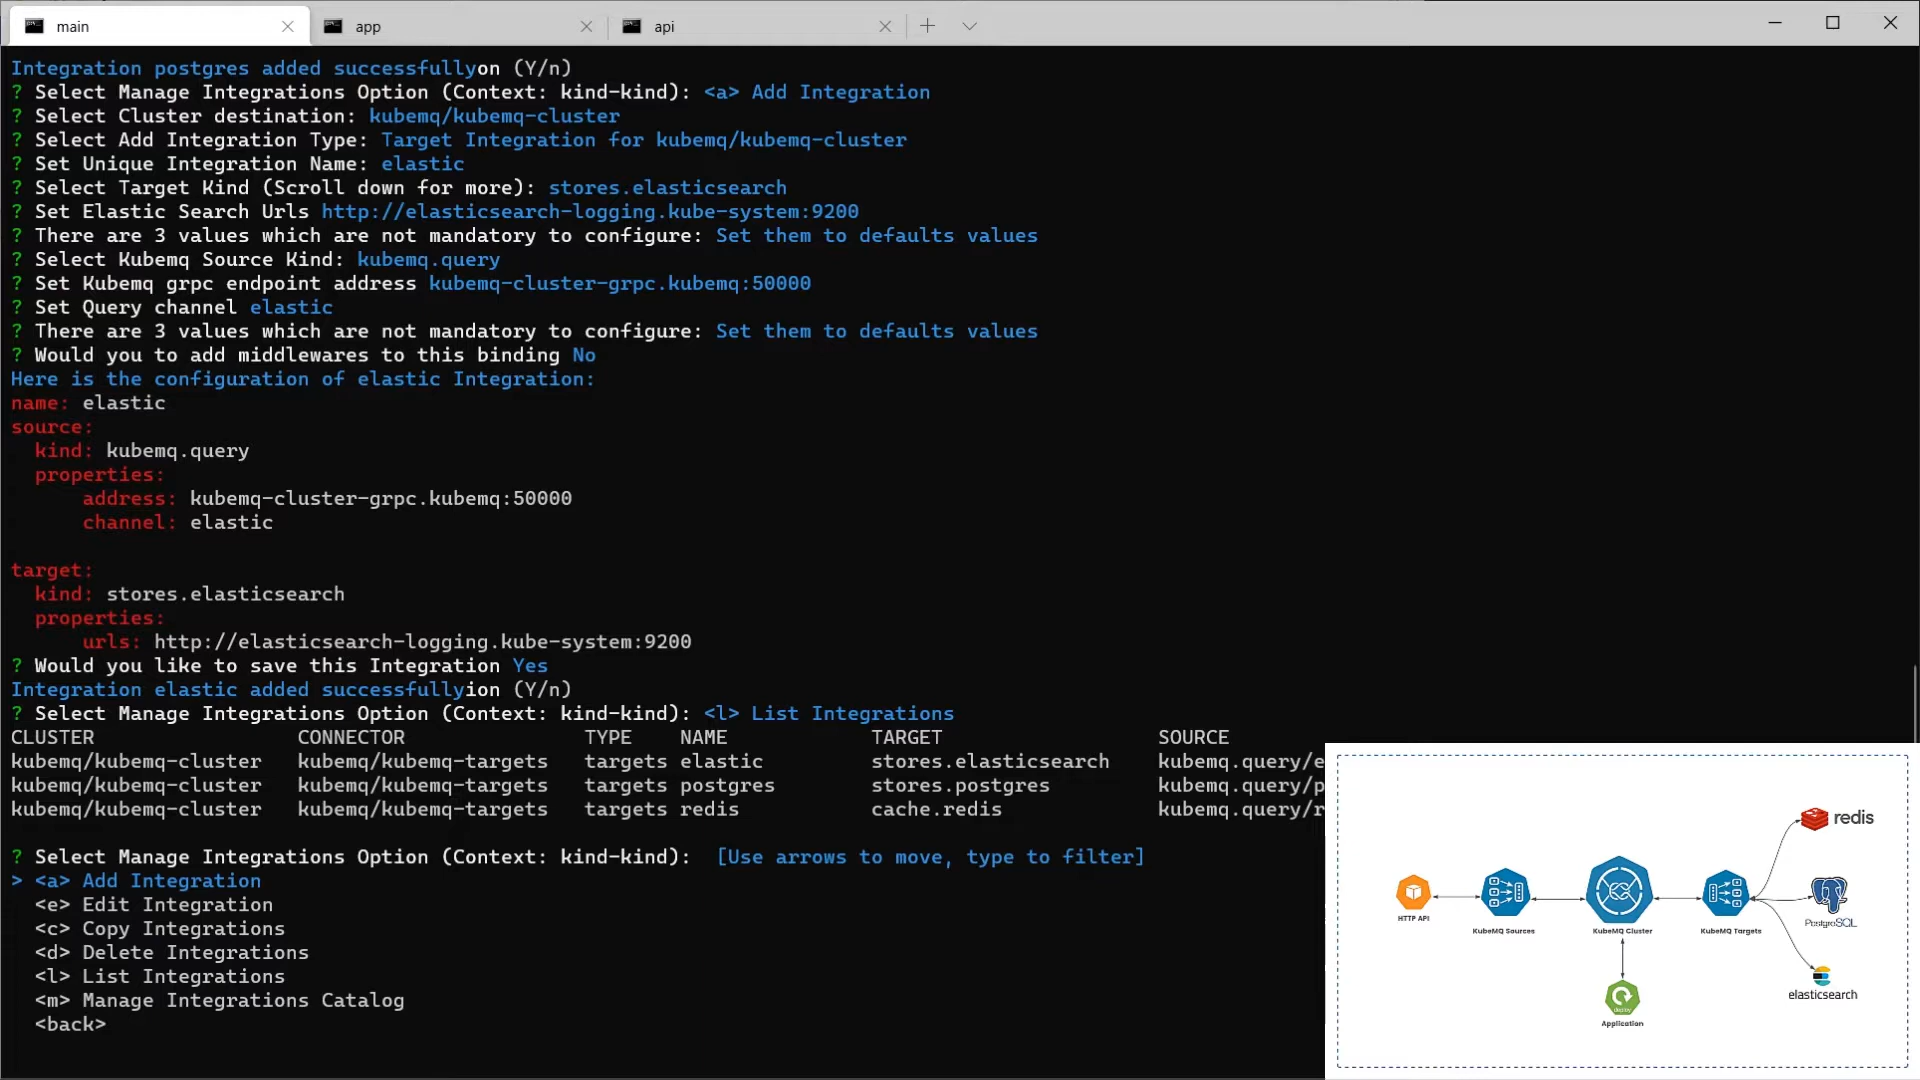 main
app
api
Integration postgres added successfullyon (Y/n)
? Select Manage Integrations Option (Context: kind-kind): <a> Add Integration
? Select Cluster destination: kubemq/kubemq-cluster
? Select Add Integration Type: Target Integration for kubemq/kubemq-cluster
? Set Unique Integration Name: elastic
? Select Target Kind (Scroll down for more): stores.elasticsearch
? Set Elastic Search Urls http://elasticsearch-logging.kube-system:9200
? There are 3 values which are not mandatory to configure: Set them to defaults values
? Select Kubemq Source Kind: kubemq.query
? Set Kubemq grpc endpoint address kubemq-cluster-grpc.kubemq:50000
? Set Query channel elastic
? There are 3 values which are not mandatory to configure: Set them to defaults values
? Would you to add middlewares to this binding No
Here is the configuration of elastic Integration:
name: elastic
source:
kind: kubemq.query
properties:
address: kubemq-cluster-grpc.kubemq:50000
channel: elastic
target:
kind: stores.elasticsearch
properties:
urls: http://elasticsearch-logging.kube-system:9200
? Would you like to save this Integration Yes
Integration elastic added successfullyion (Y/n)
? Select Manage Integrations Option (Context: kind-kind): <l> List Integrations
CLUSTER CONNECTOR TYPE NAME TARGET SOURCE
kubemq/kubemq-cluster kubemq/kubemq-targets targets elastic stores.elasticsearch kubemq.query/e
kubemq/kubemq-cluster kubemq/kubemq-targets targets postgres stores.postgres kubemq.query/p
kubemq/kubemq-cluster kubemq/kubemq-targets targets redis cache.redis kubemq.query/r
? Select Manage Integrations Option (Context: kind-kind): [Use arrows to move, type to filter]
> <a> Add Integration
<e> Edit Integration
<c> Copy Integrations
<d> Delete Integrations
<l> List Integrations
<m> Manage Integrations Catalog
<back>
redis
HTTP API
KubeMQ Sources
KubeMQ Cluster
KubeMQ Targets
PostgreSQL
elasticsearch
deploy
Application